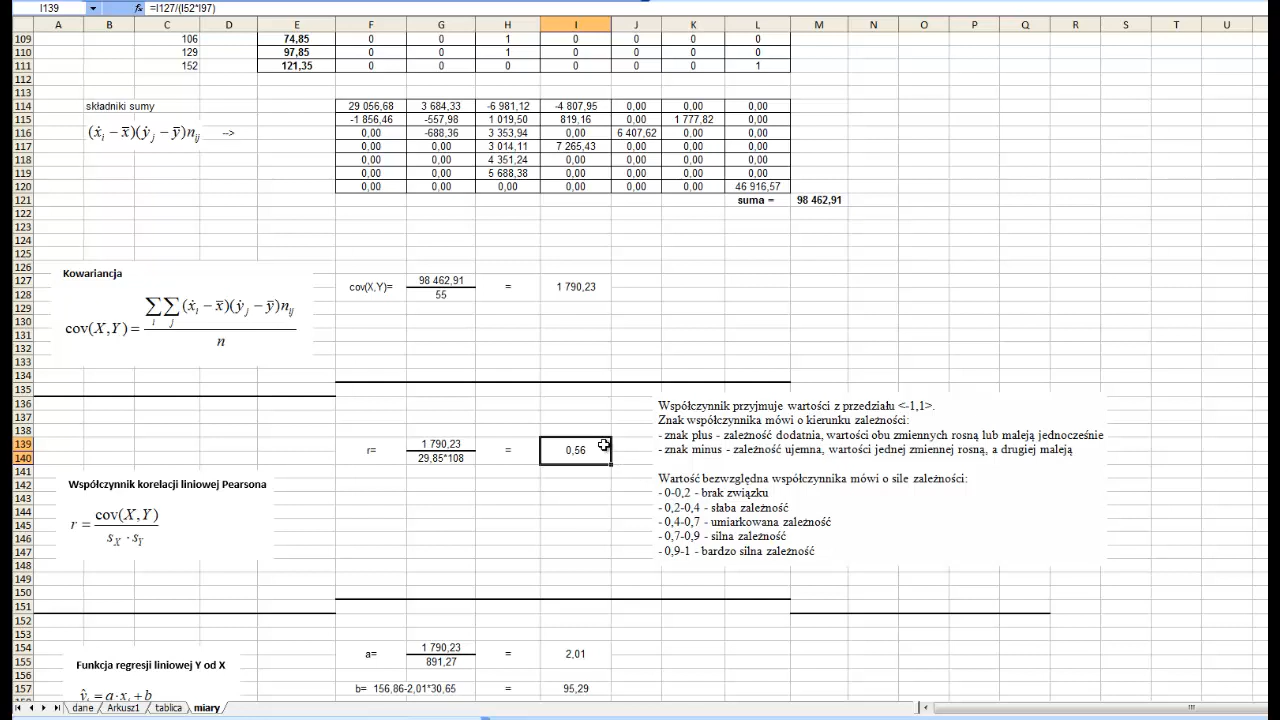 I139 fx =I127/(I52*I97)
A B C D E F G H I J K L M N O P Q R S T U
109 106 74,85 0 0 1 0 0 0 0
110 129 97,85 0 0 1 0 0 0 0
111 152 121,35 0 0 0 0 0 0 1
112
113
114 składniki sumy 29 056,68 3 684,33 -6 981,12 -4 807,95 0,00 0,00 0,00
115 -1 856,46 -557,98 1 019,50 819,16 0,00 1 777,82 0,00
116 (ẋi − x̄)(ẏj − ȳ)nij --> 0,00 -688,36 3 353,94 0,00 6 407,62 0,00 0,00
117 0,00 0,00 3 014,11 7 265,43 0,00 0,00 0,00
118 0,00 0,00 4 351,24 0,00 0,00 0,00 0,00
119 0,00 0,00 5 688,38 0,00 0,00 0,00 0,00
120 0,00 0,00 0,00 0,00 0,00 0,00 46 916,57
121 suma = 98 462,91
122
123
124
125
126
Kowariancja
127 cov(X,Y)= 98 462,91 = 1 790,23
128 55
129
130 cov(X,Y) = ∑i ∑j (ẋi − x̄)(ẏj − ȳ)nij
131
132 n
133
134
135
136 Współczynnik przyjmuje wartości z przedziału <-1,1>.
137 Znak współczynnika mówi o kierunku zależności:
138 - znak plus - zależność dodatnia, wartości obu zmiennych rosną lub maleją jednocześnie
139 r= 1 790,23 = 0,56
- znak minus - zależność ujemna, wartości jednej zmiennej rosną, a drugiej maleją
140 29,85*108
141
Wartość bezwzględna współczynnika mówi o sile zależności:
142 Współczynnik korelacji liniowej Pearsona
- 0-0,2 - brak związku
143
- 0,2-0,4 - słaba zależność
144 r = cov(X,Y)
145 - 0,4-0,7 - umiarkowana zależność
146 sX · sY
- 0,7-0,9 - silna zależność
147 - 0,9-1 - bardzo silna zależność
148
149
150
151
152
153
154 a= 1 790,23 = 2,01
155 Funkcja regresji liniowej Y od X 891,27
156
157 ŷi = a·xi + b b= 156,86-2,01*30,65 = 95,29
dane Arkusz1 tablica miary